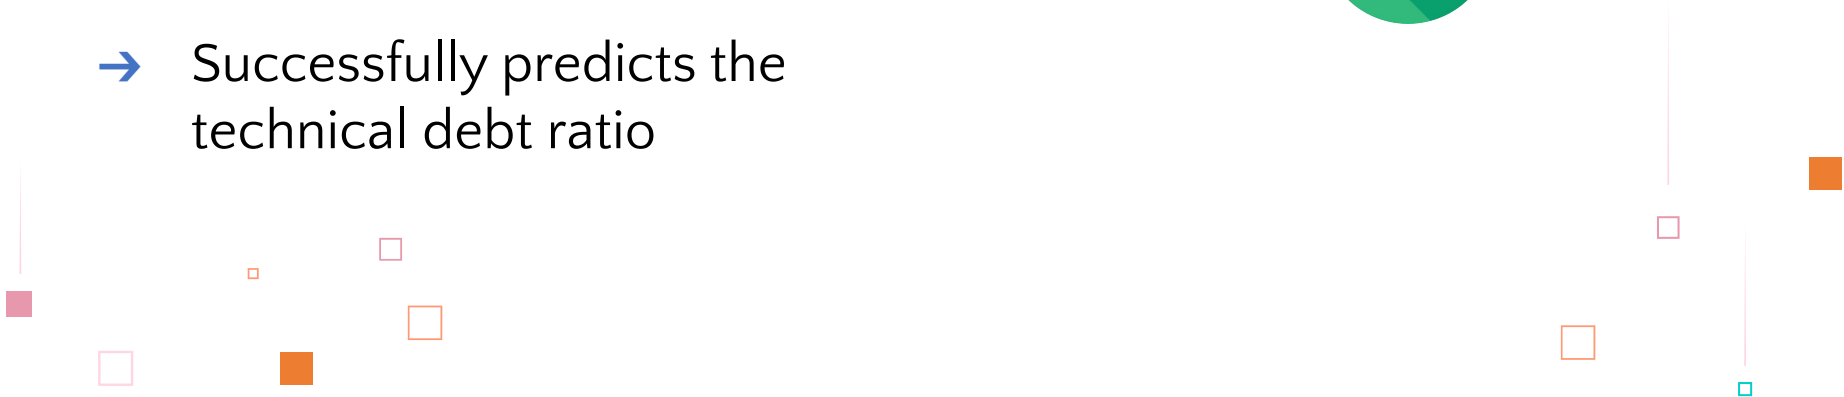 ➔ Successfully predicts the
technical debt ratio